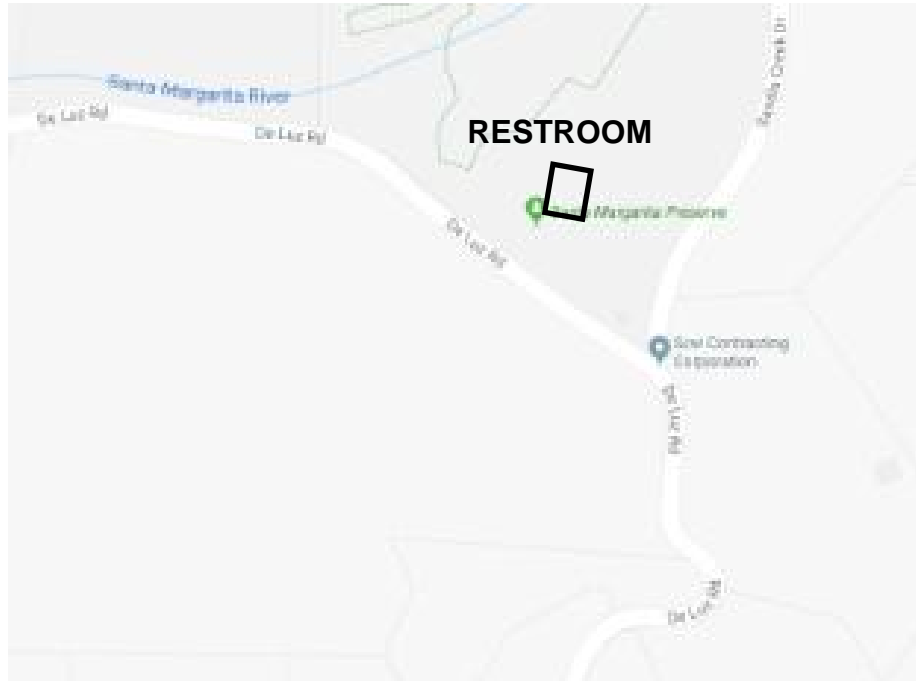 Santa Margarita River
De Luz Rd
De Luz Rd
Sandia Creek Dr
RESTROOM
Santa Margarita Preserve
De Luz Rd
Contracting
Corporation
De Luz Rd
De Luz Rd